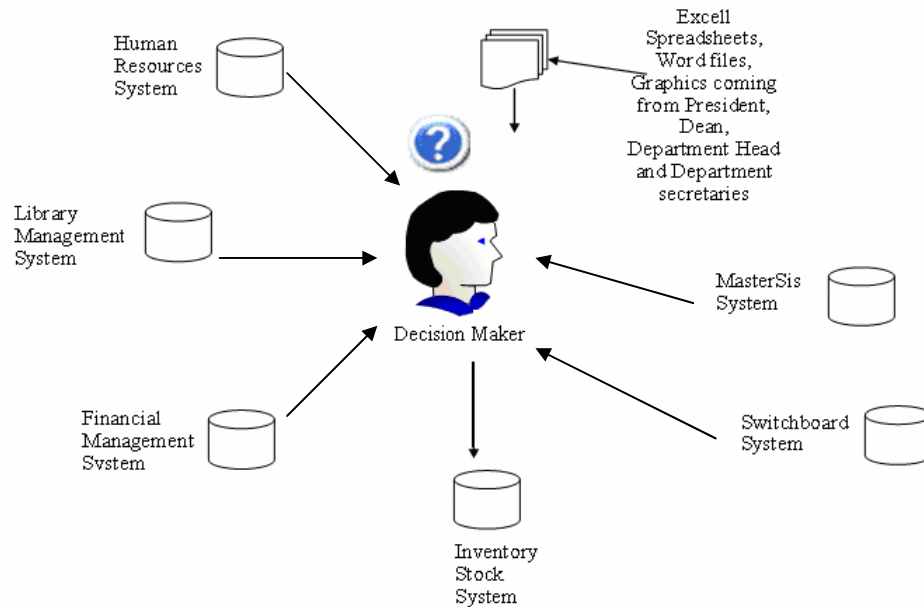 Human
Resources
System
Excell
Spreadsheets,
Word files,
Graphics coming
from President,
Dean,
Department Head
and Department
secretaries
?
Library
Management
System
MasterSis
System
Decision Maker
Financial
Management
System
Switchboard
System
Inventory
Stock
System